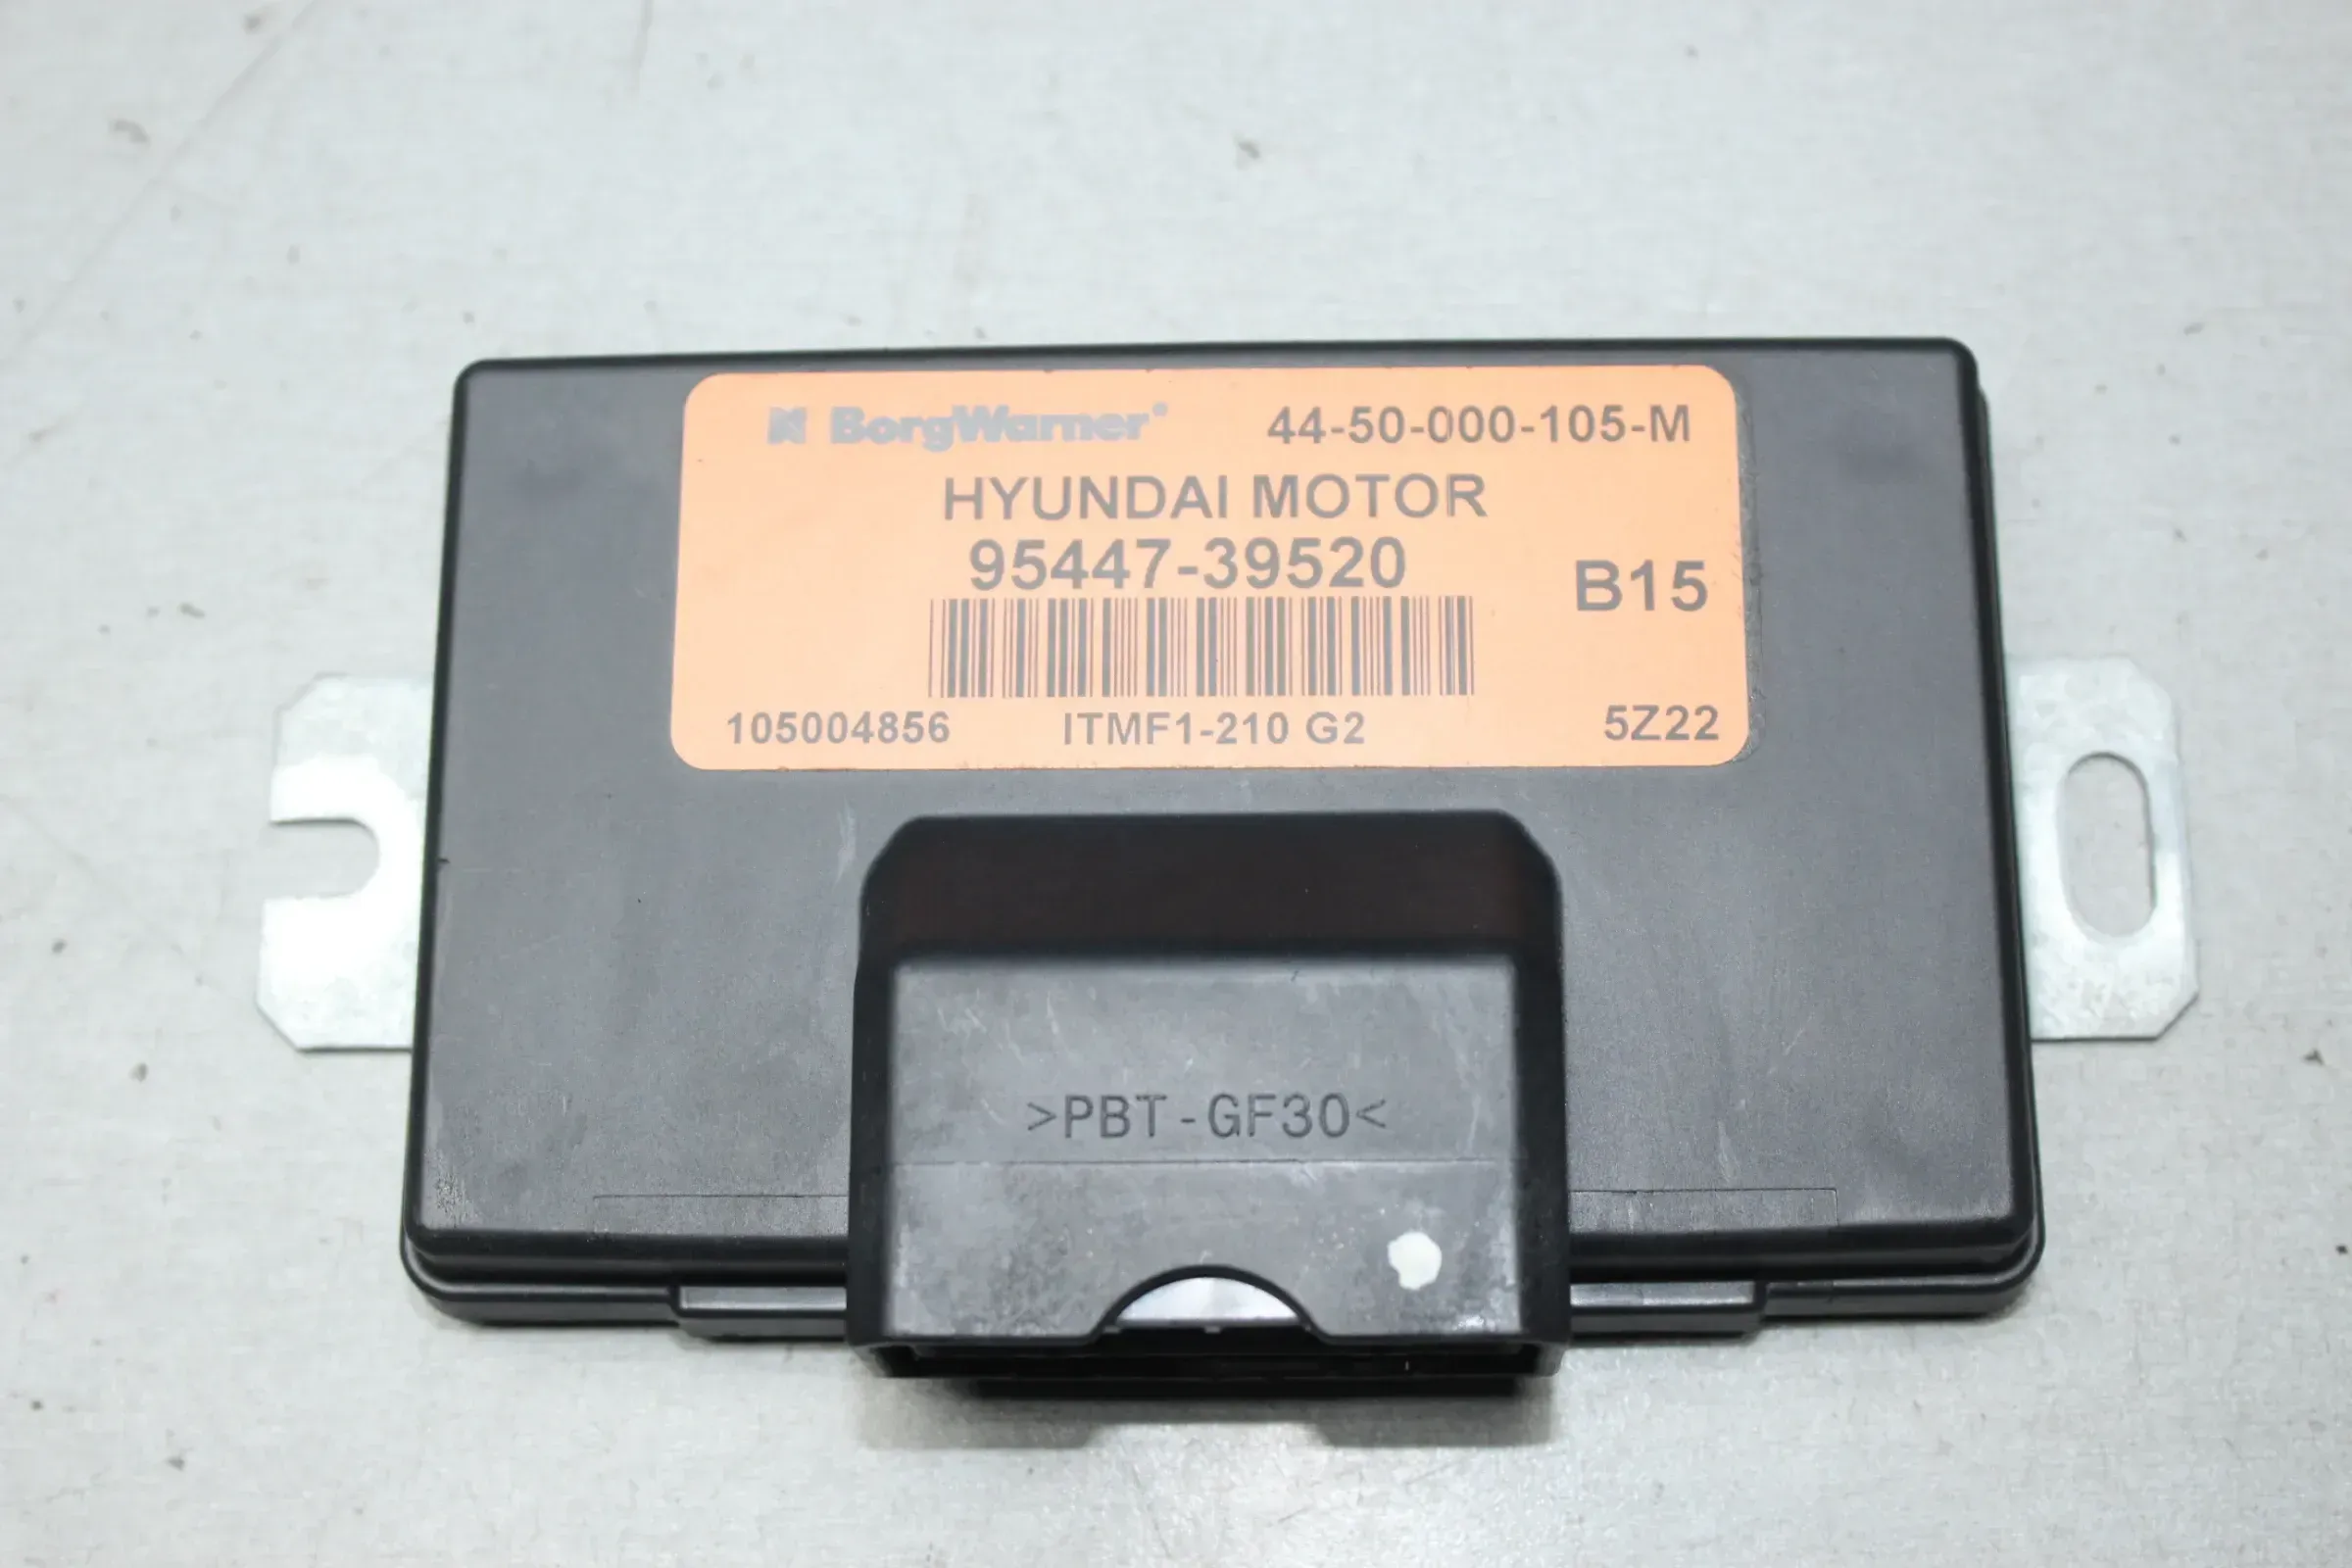 BorgWarner® 44-50-000-105-M
HYUNDAI MOTOR
95447-39520
B15
105004856 ITMF1-210 G2 5Z22
>PBT-GF30<